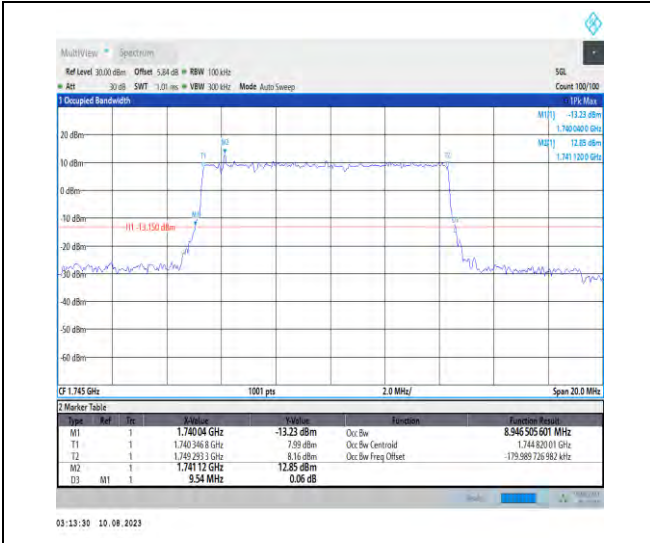 MultiView Spectrum
Ref Level 30.00 dBm Offset 5.84 dB RBW 100 kHz SGL
Att 30 dB SWT 1.01 ms VBW 300 kHz Mode Auto Sweep Count 100/100
1 Occupied Bandwidth 1Pk Max
M1[1] -13.23 dBm
1.740 040 0 GHz
M2[1] 12.85 dBm
1.741 120 0 GHz
20 dBm
M2
T1 T2
10 dBm
0 dBm
-10 dBm
M1
H1 -13.150 dBm
-20 dBm
-30 dBm
-40 dBm
-50 dBm
-60 dBm
CF 1.745 GHz 1001 pts 2.0 MHz/ Span 20.0 MHz
2 Marker Table
Type Ref Trc X-Value Y-Value Function Function Result
M1 1 1.740 04 GHz -13.23 dBm Occ Bw 8.946 505 601 MHz
T1 1 1.740 346 8 GHz 7.99 dBm Occ Bw Centroid 1.744 820 01 GHz
T2 1 1.749 293 3 GHz 8.16 dBm Occ Bw Freq Offset -179.989 726 982 kHz
M2 1 1.741 12 GHz 12.85 dBm
D3 M1 1 9.54 MHz 0.06 dB
03:13:30 10.08.2023